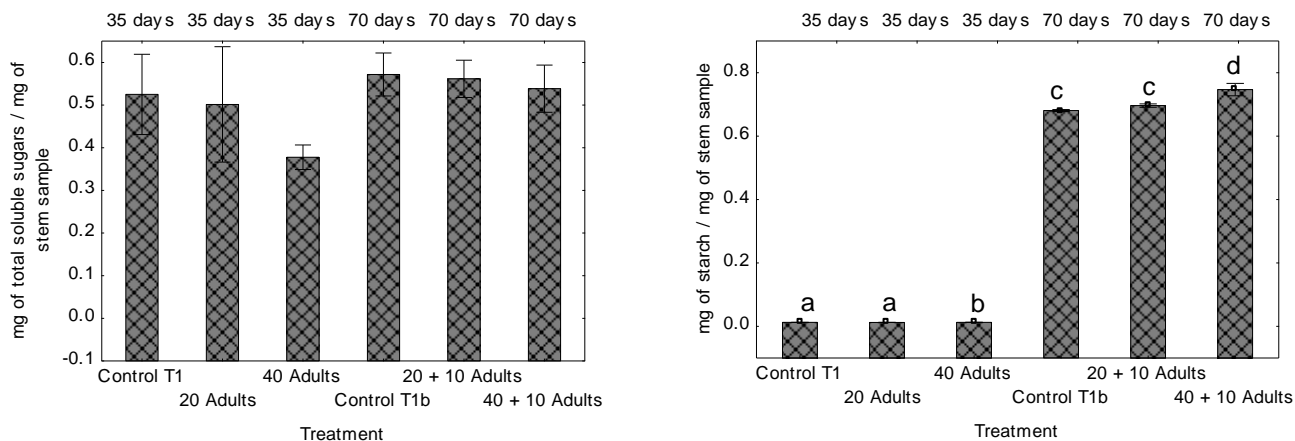 35 days 35 days 35 days 70 days 70 days 70 days
mg of total soluble sugars / mg of
stem sample
0.6
0.5
0.4
0.3
0.2
0.1
0.0
-0.1
Control T1 40 Adults 20 + 10 Adults
20 Adults Control T1b 40 + 10 Adults
Treatment
35 days 35 days 35 days 70 days 70 days 70 days
mg of starch / mg of stem sample
0.8
0.6
0.4
0.2
0.0
a a b c c d
Control T1 40 Adults 20 + 10 Adults
20 Adults Control T1b 40 + 10 Adults
Treatment